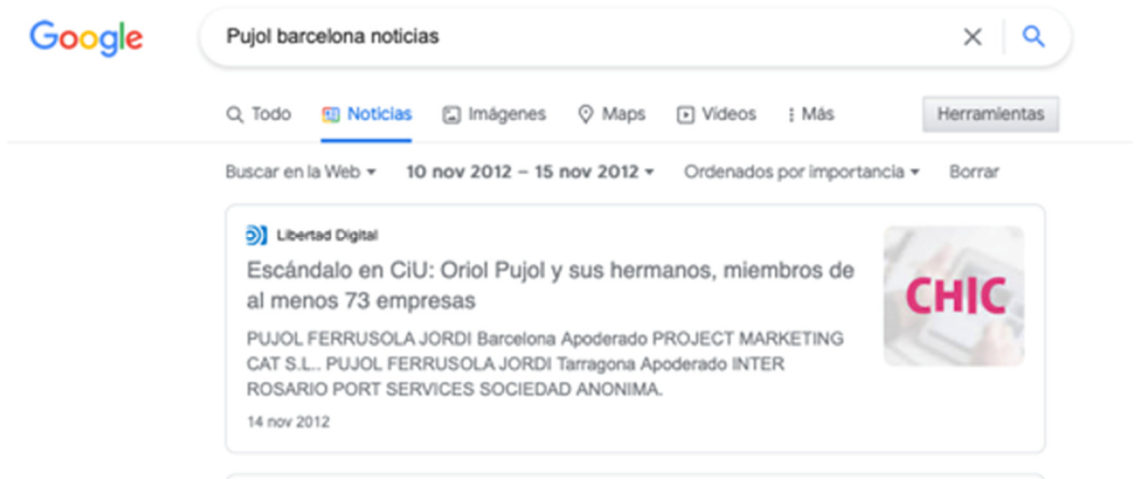 Google
Pujol barcelona noticias
Todo Noticias Imágenes Maps Vídeos Más Herramientas
Buscar en la Web 10 nov 2012 – 15 nov 2012 Ordenados por importancia Borrar
Libertad Digital
Escándalo en CiU: Oriol Pujol y sus hermanos, miembros de
al menos 73 empresas
CHIC
PUJOL FERRUSOLA JORDI Barcelona Apoderado PROJECT MARKETING
CAT S.L.. PUJOL FERRUSOLA JORDI Tarragona Apoderado INTER
ROSARIO PORT SERVICES SOCIEDAD ANONIMA.
14 nov 2012